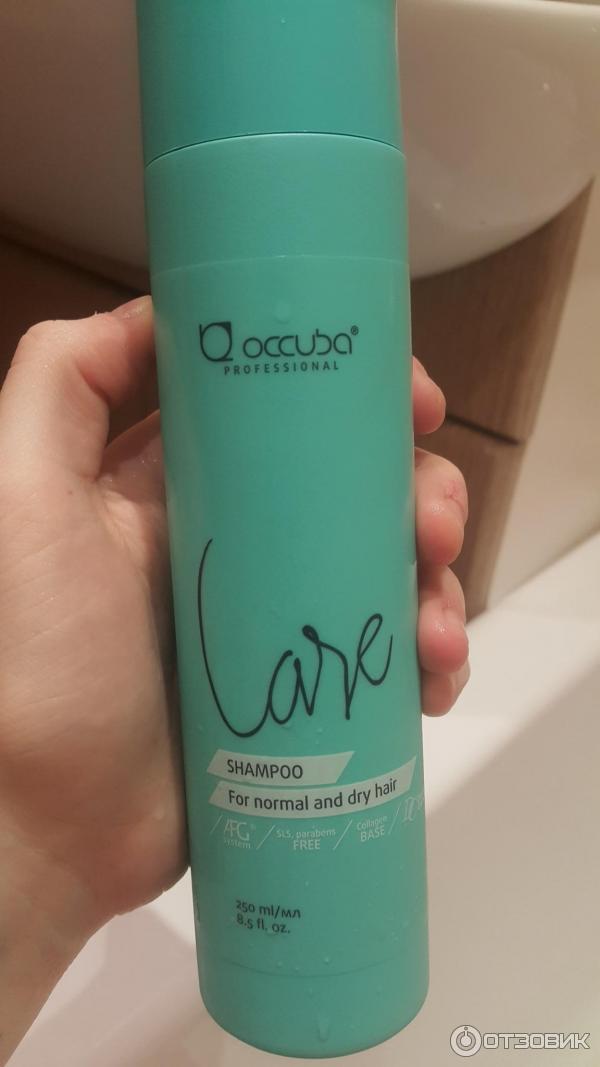 occuba®
PROFESSIONAL
Care
SHAMPOO
For normal and dry hair
APG® system
SLS, parabens FREE
Collagen BASE
250 ml/мл
8.5 fl. oz.
ОТЗОВИК